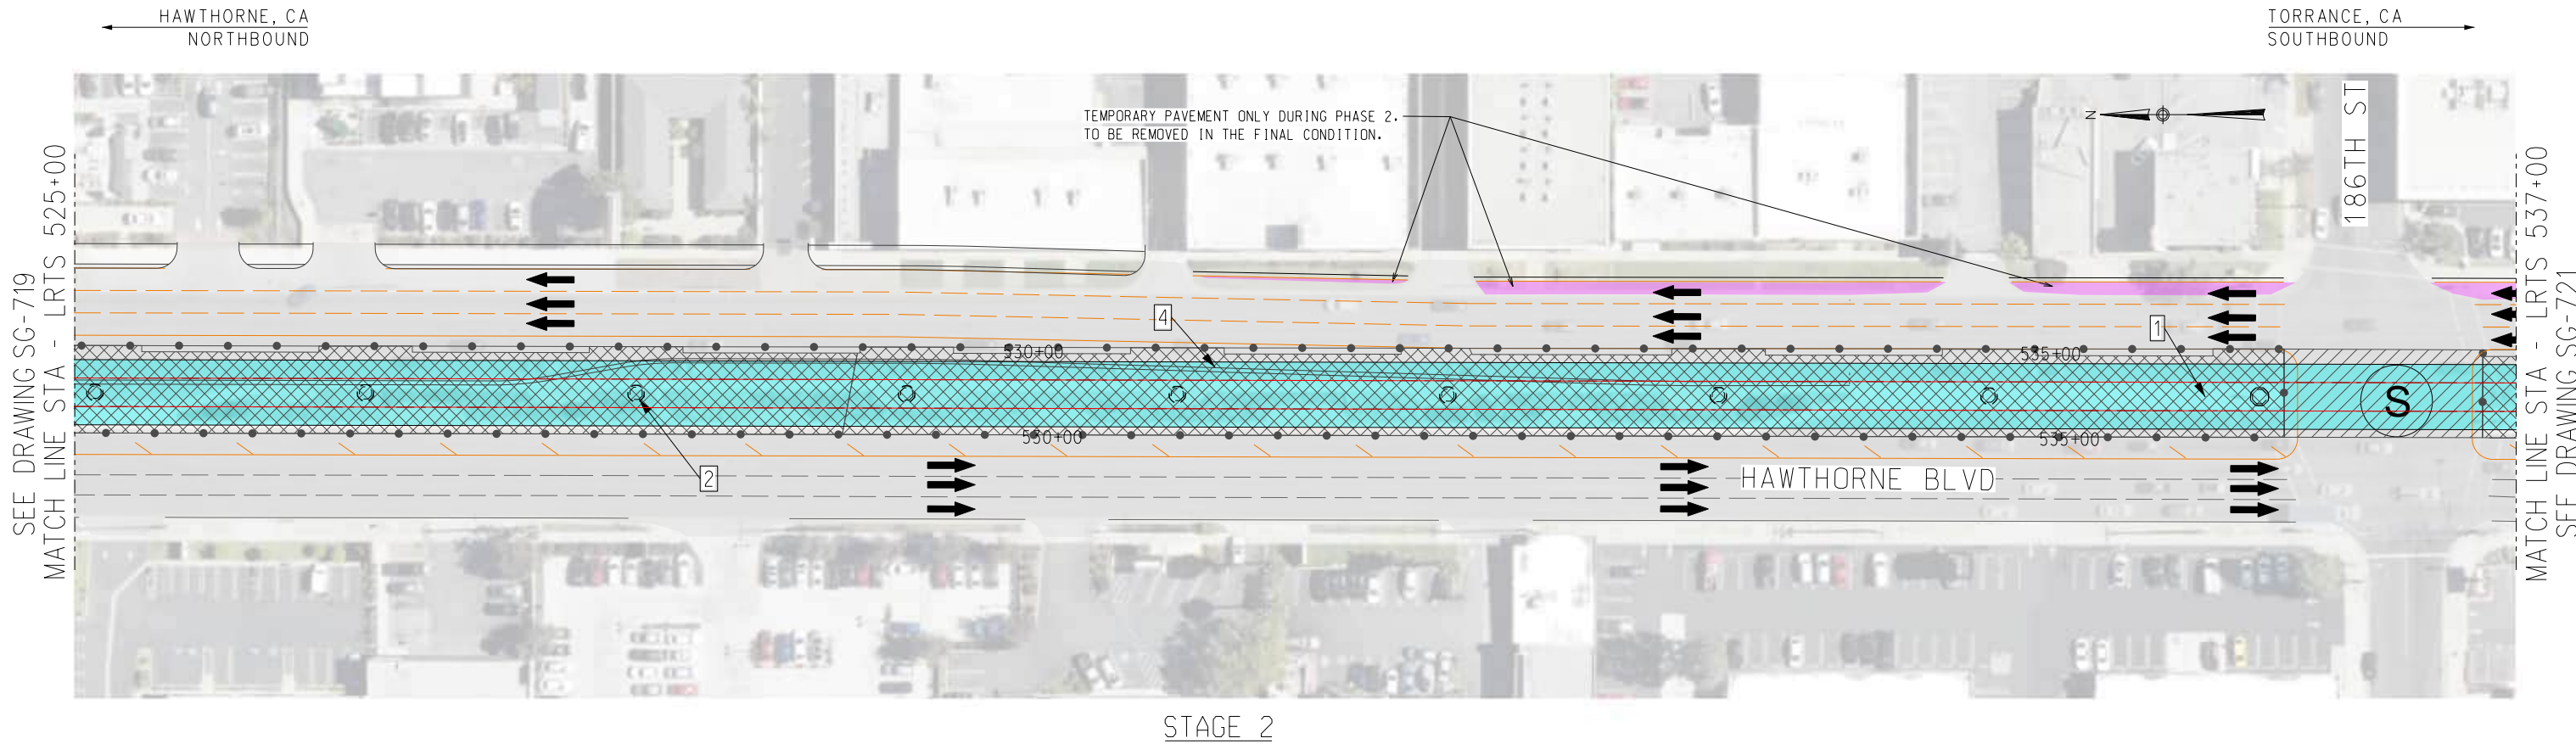 HAWTHORNE, CA
NORTHBOUND
TORRANCE, CA
SOUTHBOUND
TEMPORARY PAVEMENT ONLY DURING PHASE 2.
TO BE REMOVED IN THE FINAL CONDITION.
N
186TH ST
SEE DRAWING SG-719
MATCH LINE STA - LRTS 525+00
MATCH LINE STA - LRTS 537+00
SEE DRAWING SG-721
4
1
530+00
535+00
S
530+00
535+00
2
HAWTHORNE BLVD
STAGE 2